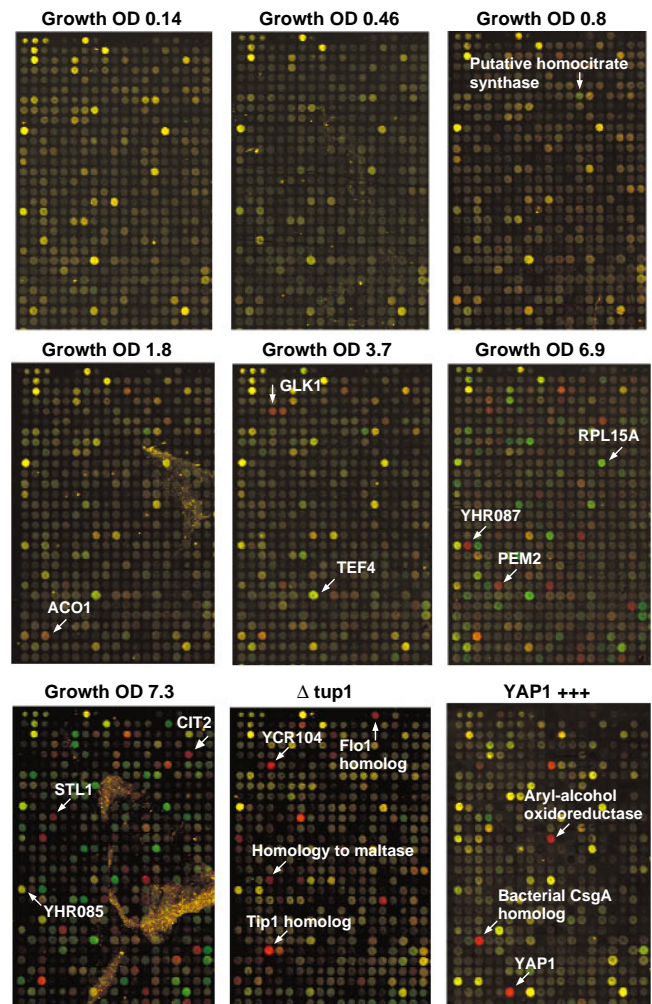 Growth OD 0.14
Growth OD 0.46
Growth OD 0.8
Putative homocitrate
synthase
Growth OD 1.8
Growth OD 3.7
Growth OD 6.9
ACO1
GLK1
TEF4
RPL15A
YHR087
PEM2
Growth OD 7.3
Δ tup1
YAP1 +++
CIT2
STL1
YHR085
YCR104
Flo1
homolog
Homology to maltase
Tip1 homolog
Aryl-alcohol
oxidoreductase
Bacterial CsgA
homolog
YAP1